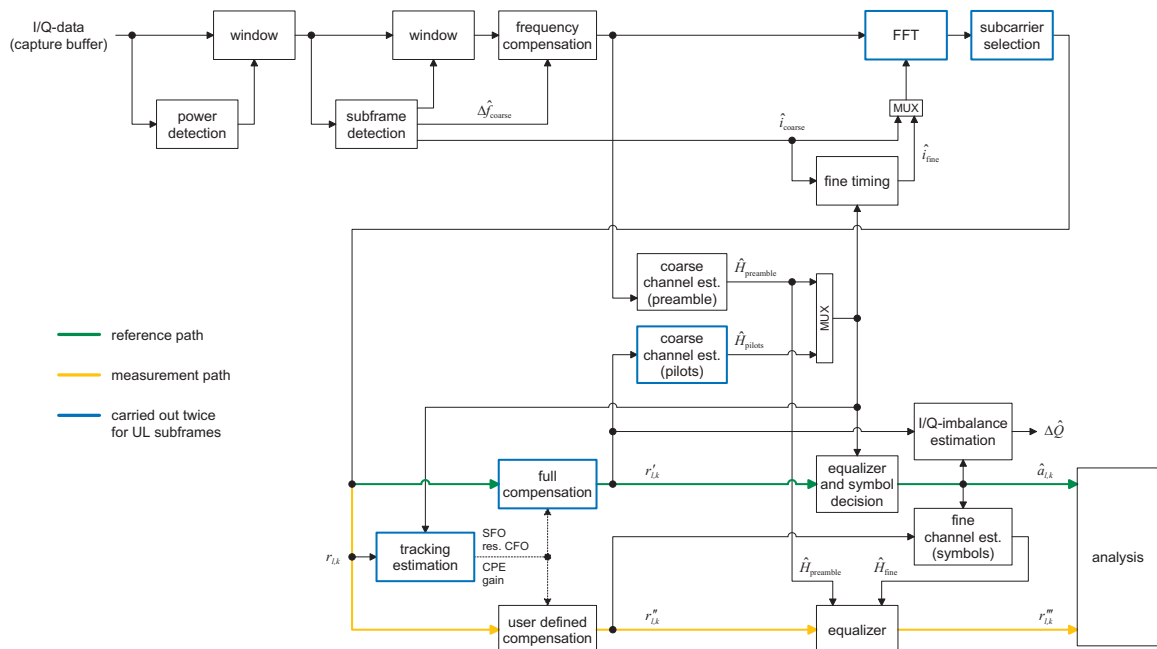 I/Q-data
(capture buffer)
window
window
frequency
compensation
FFT
subcarrier
selection
power
detection
subframe
detection
Δf̂coarse
MUX
îcoarse
îfine
fine timing
coarse
channel est.
(preamble)
Ĥpreamble
MUX
reference path
coarse
channel est.
(pilots)
Ĥpilots
measurement path
carried out twice
for UL subframes
I/Q-imbalance
estimation
ΔQ̂
full
compensation
r′l,k
equalizer
and symbol
decision
âl,k
rl,k
tracking
estimation
SFO
res. CFO
CPE
gain
fine
channel est.
(symbols)
analysis
Ĥpreamble
Ĥfine
user defined
compensation
r″l,k
equalizer
r‴l,k